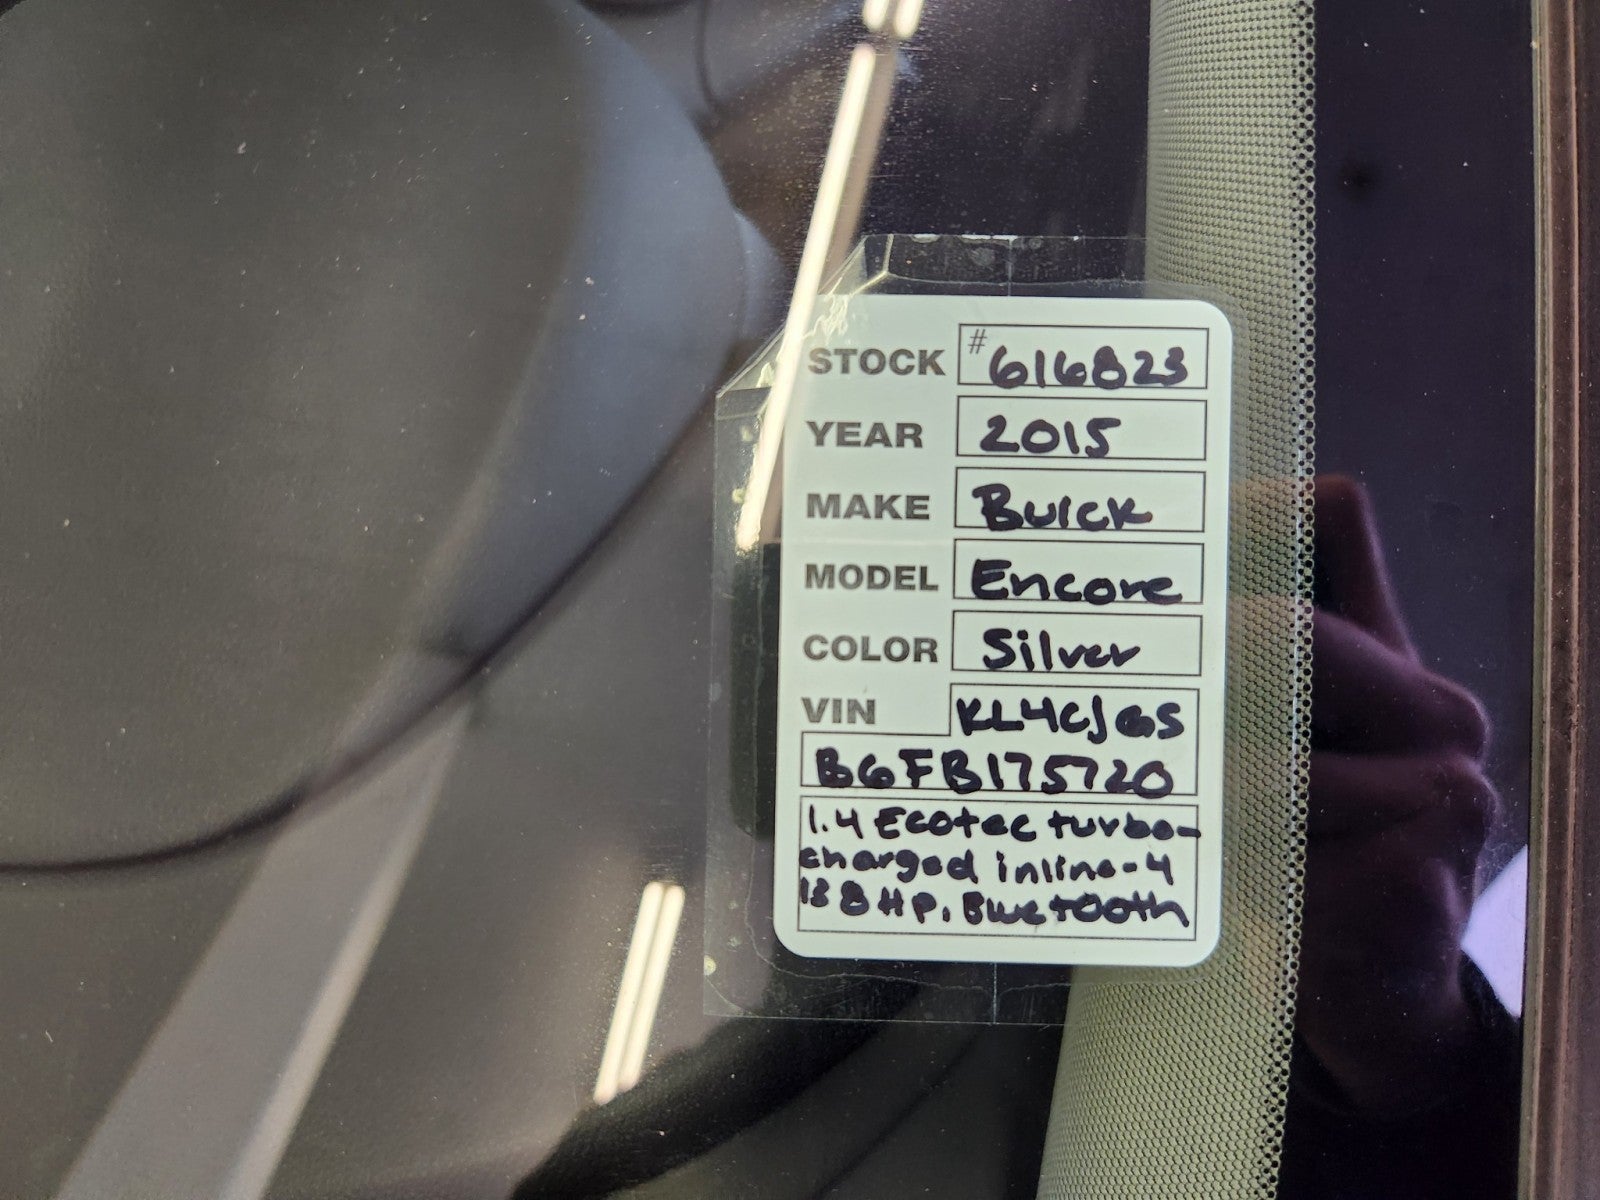 STOCK #616823
YEAR 2015
MAKE Buick
MODEL Encore
COLOR Silver
VIN KL4CJGS
B6FB175720
1.4 Ecotec turbo-
charged inline-4
138 HP. Bluetooth